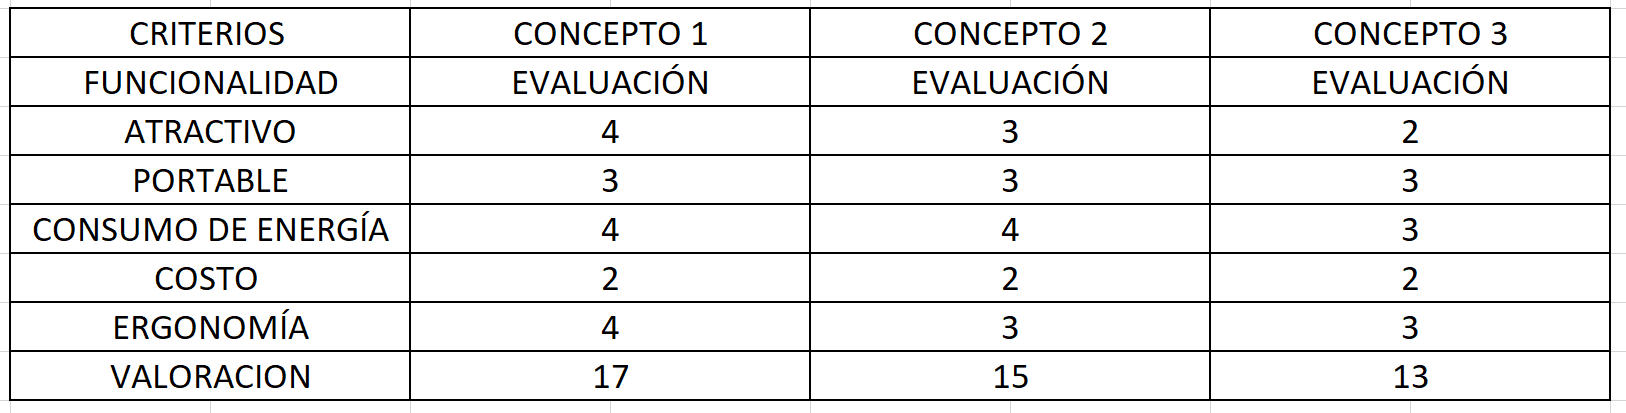 CRITERIOS CONCEPTO 1 CONCEPTO 2 CONCEPTO 3
FUNCIONALIDAD EVALUACIÓN EVALUACIÓN EVALUACIÓN
ATRACTIVO 4 3 2
PORTABLE 3 3 3
CONSUMO DE ENERGÍA 4 4 3
COSTO 2 2 2
ERGONOMÍA 4 3 3
VALORACION 17 15 13